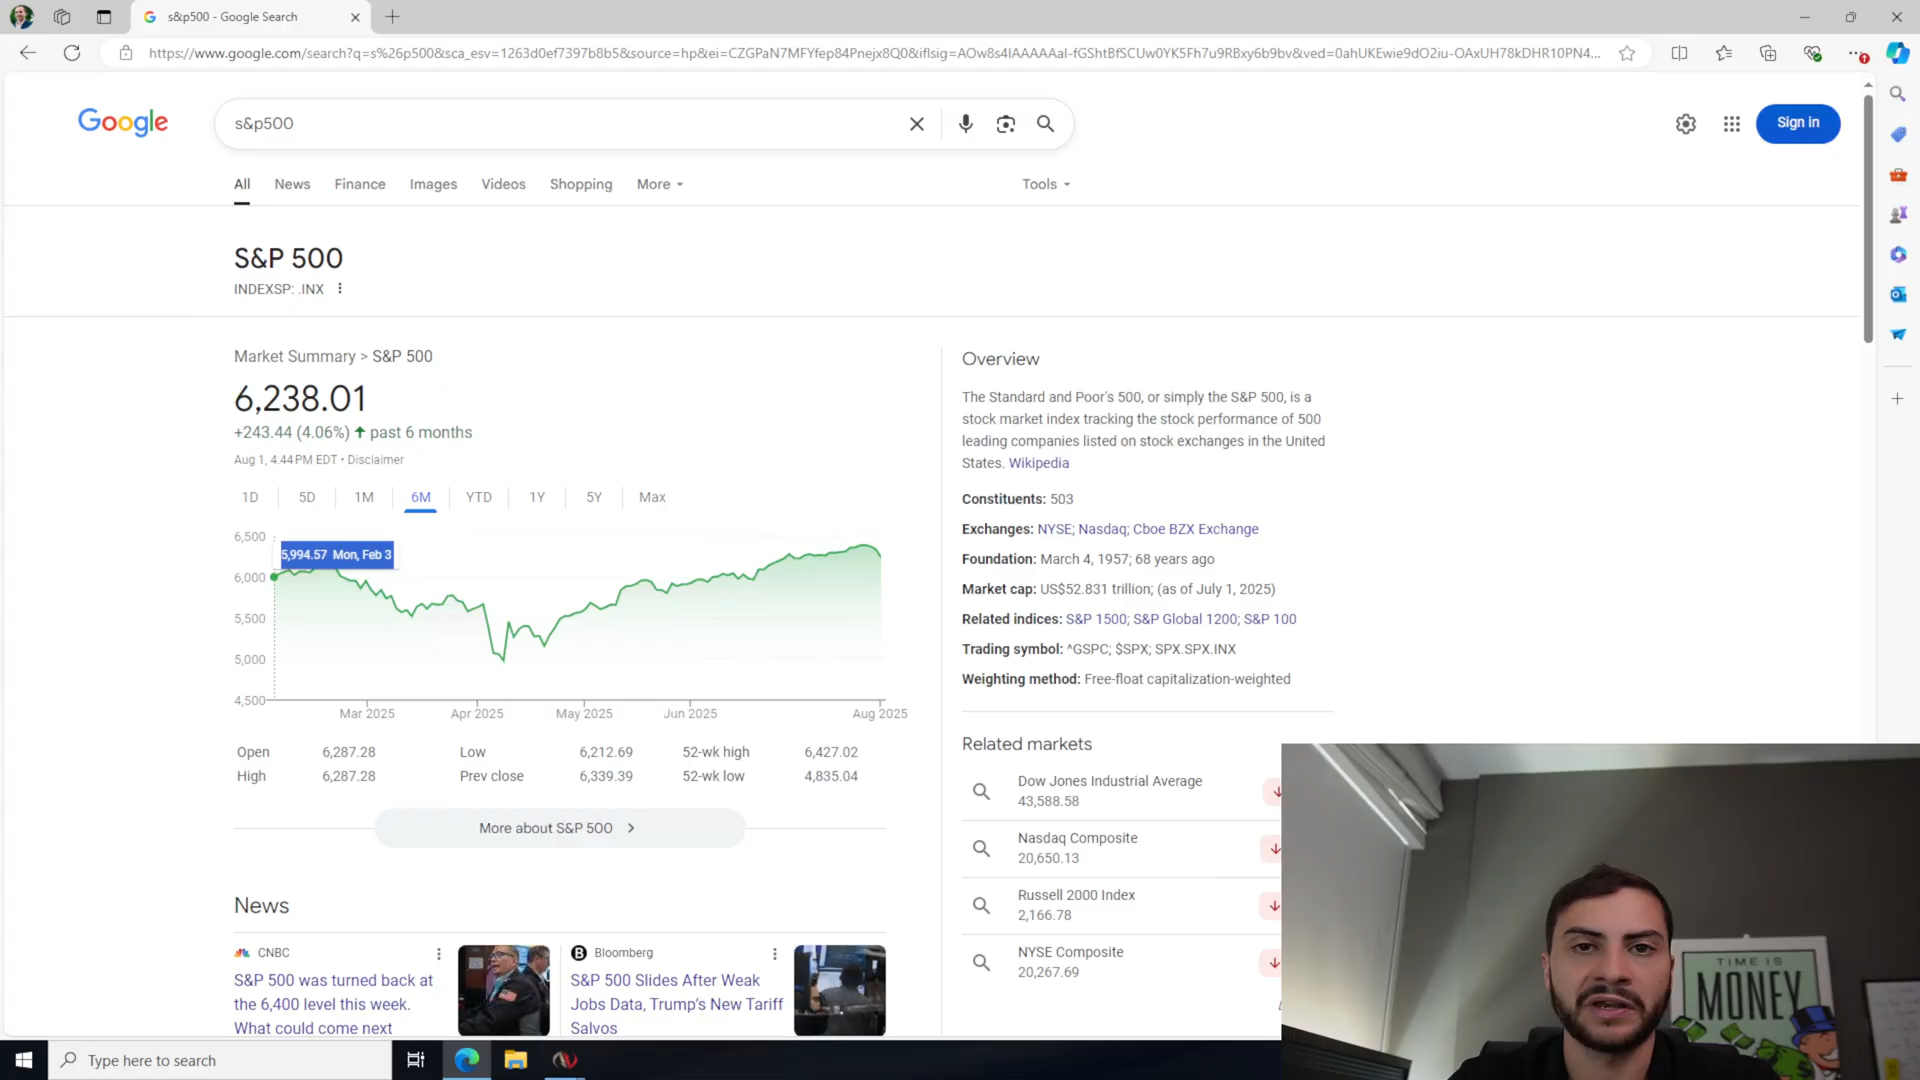 s&p500 - Google Search
https://www.google.com/search?q=s%26p500&sca_esv=1263d0ef7397b8b5&source=hp&ei=CZGPaN7MFYfep84Pnejx8Q0&iflsig=AOw8s4IAAAAAaI-fGShtBfSCUw0YK5Fh7u9RBxy6b9bv&ved=0ahUKEwie9dO2iu-OAxUH78kDHR10PN4...
Google
s&p500
Sign in
All
News
Finance
Images
Videos
Shopping
More
Tools
S&P 500
INDEXSP: .INX
Market Summary > S&P 500
6,238.01
+243.44 (4.06%) past 6 months
Aug 1, 4:44 PM EDT • Disclaimer
1D
5D
1M
6M
YTD
1Y
5Y
Max
6,500
5,994.57 Mon, Feb 3
6,000
5,500
5,000
4,500
Mar 2025
Apr 2025
May 2025
Jun 2025
Aug 2025
Open 6,287.28
Low 6,212.69
52-wk high 6,427.02
High 6,287.28
Prev close 6,339.39
52-wk low 4,835.04
More about S&P 500
News
CNBC
S&P 500 was turned back at
the 6,400 level this week.
What could come next
Bloomberg
S&P 500 Slides After Weak
Jobs Data, Trump's New Tariff
Salvos
Overview
The Standard and Poor's 500, or simply the S&P 500, is a
stock market index tracking the stock performance of 500
leading companies listed on stock exchanges in the United
States. Wikipedia
Constituents: 503
Exchanges: NYSE; Nasdaq; Cboe BZX Exchange
Foundation: March 4, 1957; 68 years ago
Market cap: US$52.831 trillion; (as of July 1, 2025)
Related indices: S&P 1500; S&P Global 1200; S&P 100
Trading symbol: ^GSPC; $SPX; SPX.SPX.INX
Weighting method: Free-float capitalization-weighted
Related markets
Dow Jones Industrial Average
43,588.58
Nasdaq Composite
20,650.13
Russell 2000 Index
2,166.78
NYSE Composite
20,267.69
TIME IS
MONEY
Type here to search